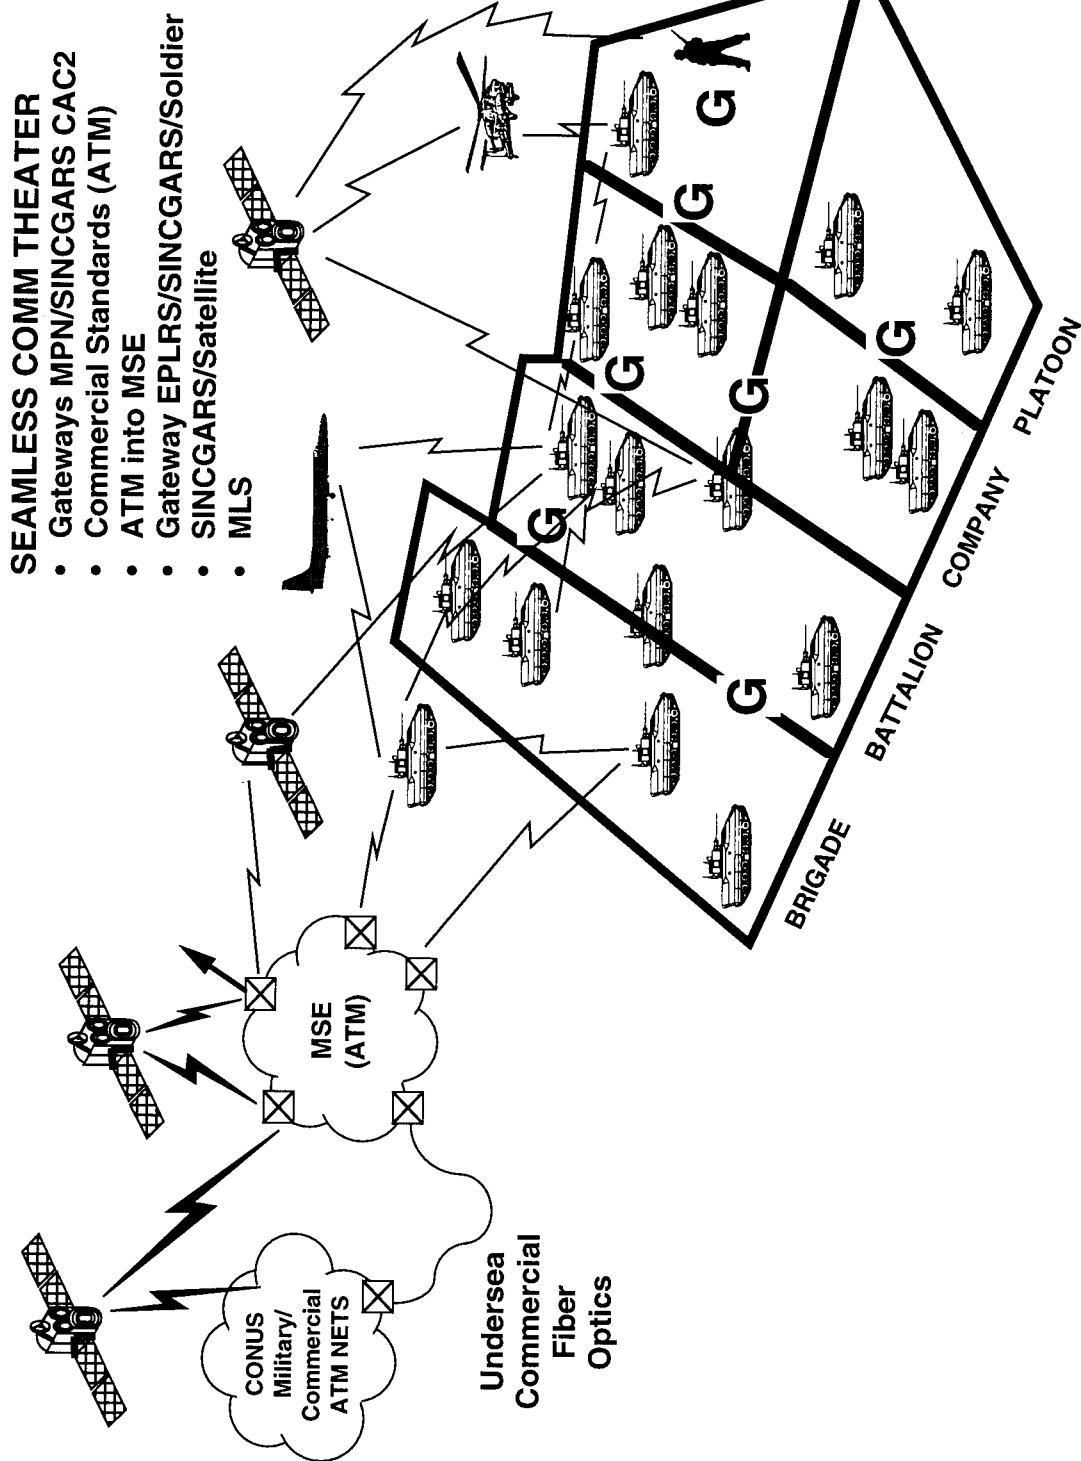 SEAMLESS COMM THEATER
• Gateways MPN/SINCGARS CAC2
• Commercial Standards (ATM)
• ATM into MSE
• Gateway EPLRS/SINCGARS/Soldier
• SINCGARS/Satellite
• MLS
CONUS
Military/
Commercial
ATM NETS
MSE
(ATM)
Undersea
Commercial
Fiber
Optics
G
G
G
G
G
G
G
BRIGADE
BATTALION
COMPANY
PLATOON